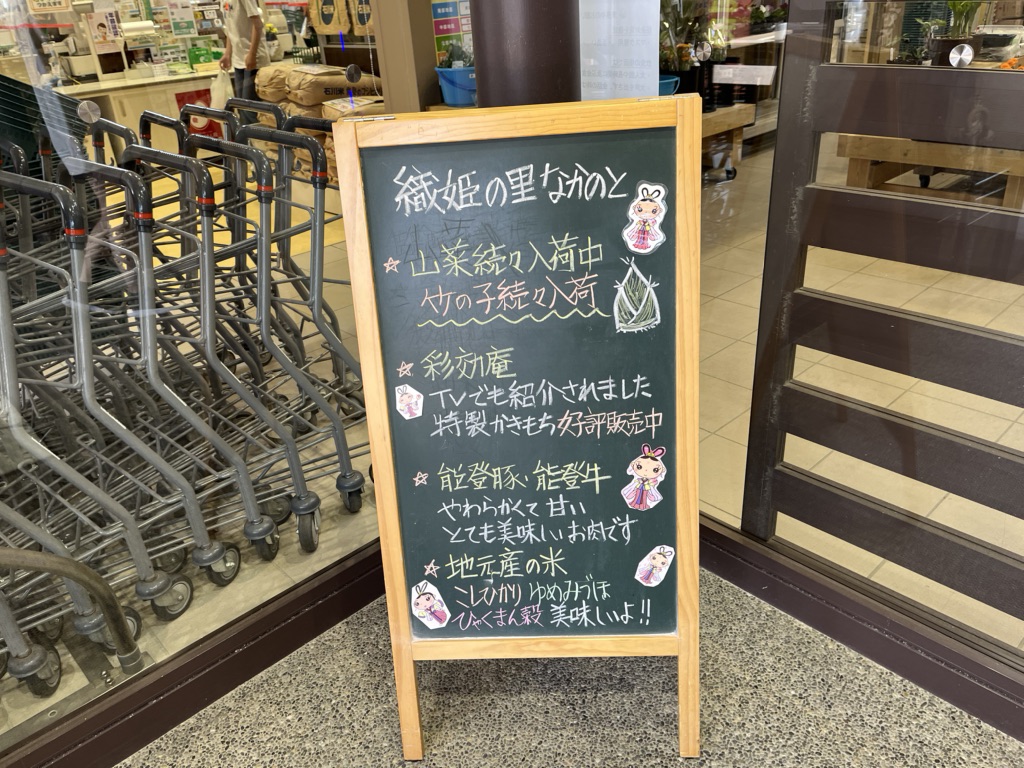 織姫の里なかのと
☆山菜続々入荷中
竹の子続々入荷
☆彩効庵
TVでも紹介されました
特製かきもち好評販売中
☆能登豚、能登牛
やわらかくて甘い
とても美味しいお肉です
☆地元産の米
こしひかり ゆめみづほ
ひゃくまん穀 美味しいよ!!
石川米